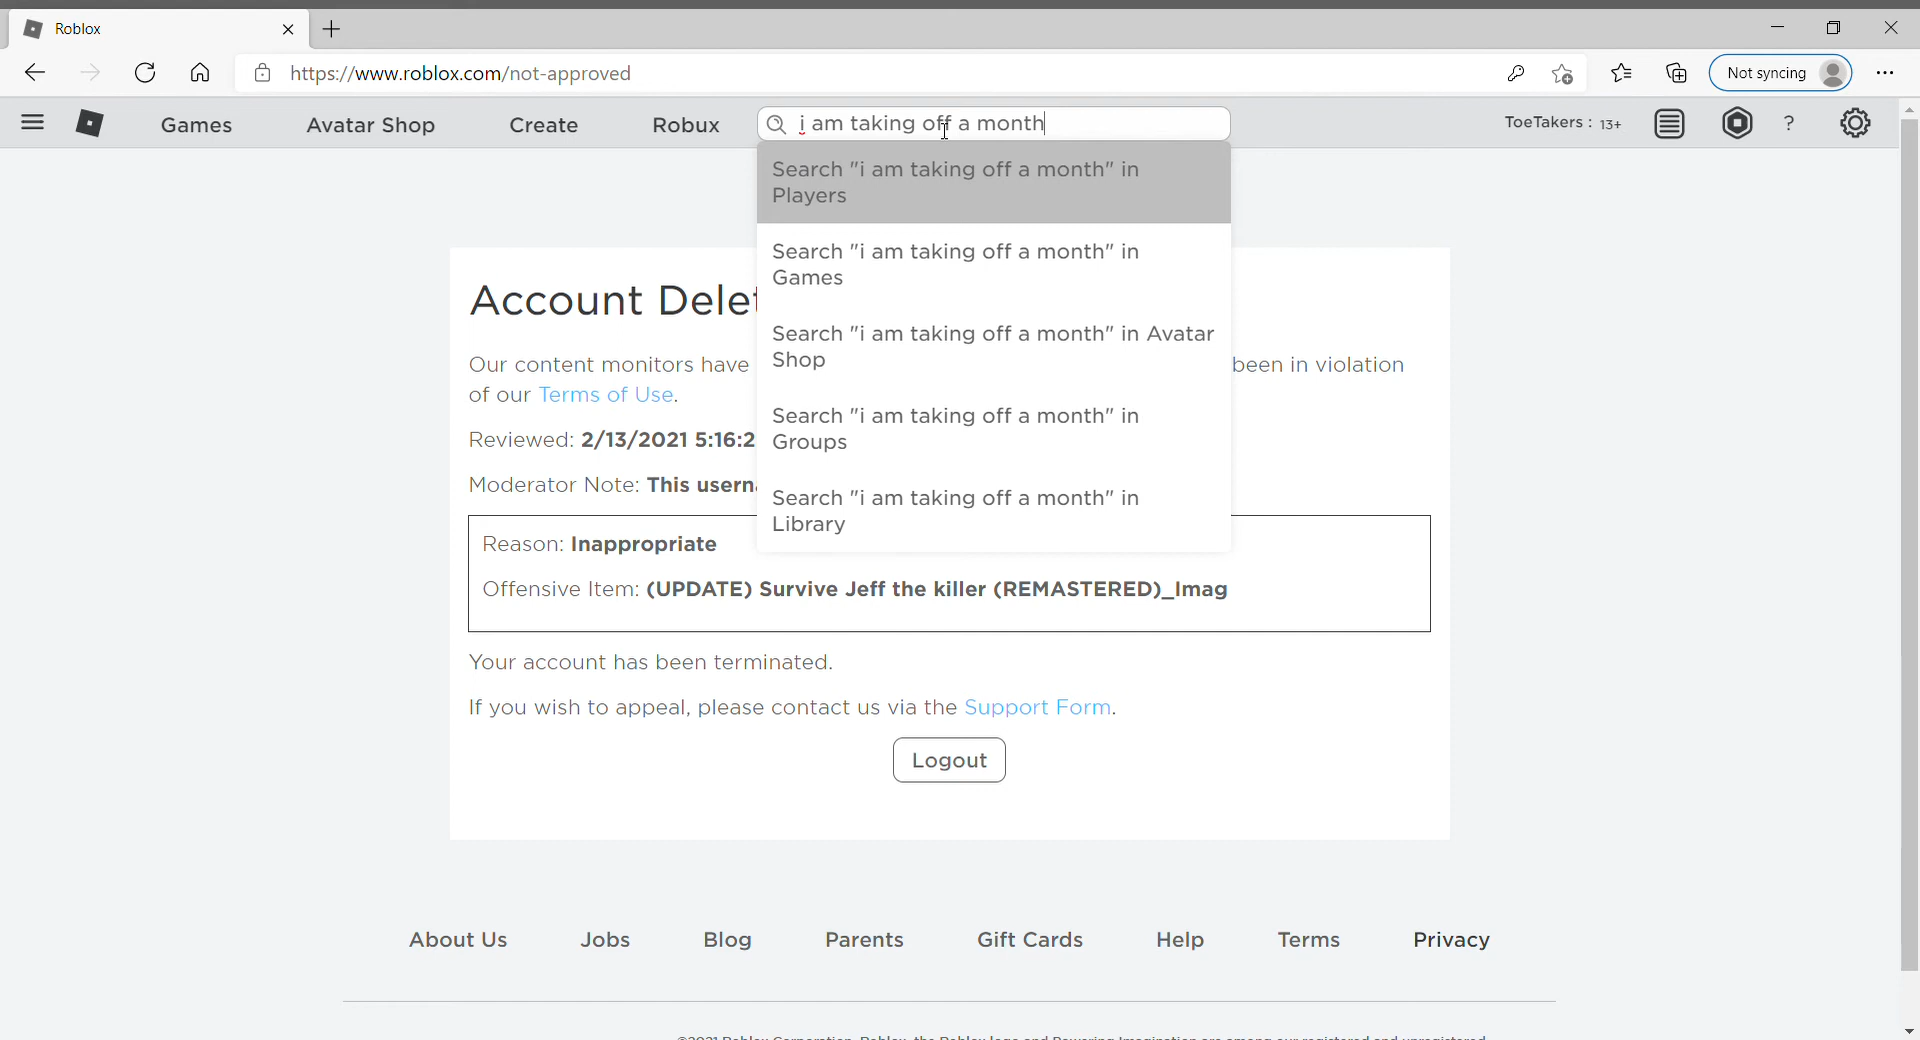 Roblox
https://www.roblox.com/not-approved
Not syncing
Games
Avatar Shop
Create
Robux
i am taking off a month
ToeTakers : 13+
?
Search "i am taking off a month" in
Players
Search "i am taking off a month" in
Games
Search "i am taking off a month" in Avatar
Shop
Search "i am taking off a month" in
Groups
Search "i am taking off a month" in
Library
Account
Our content monitors have been in violation
of our Terms of Use.
Reviewed: 2/13/2021 5:16:2
Moderator Note: This
Reason: Inappropriate
Offensive Item: (UPDATE) Survive Jeff the killer (REMASTERED)_Imag
Your account has been terminated.
If you wish to appeal, please contact us via the Support Form.
Logout
About Us
Jobs
Blog
Parents
Gift Cards
Help
Terms
Privacy